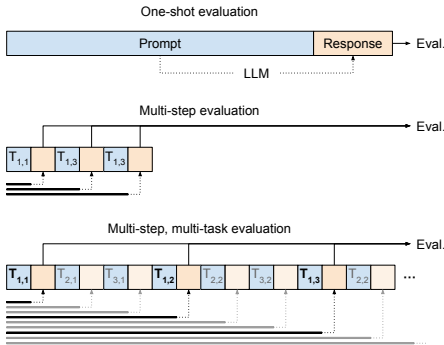 One-shot evaluation
Prompt Response Eval.
LLM
Multi-step evaluation
Eval.
T1,1 T1,3 T1,3
Multi-step, multi-task evaluation
Eval.
T1,1 T2,1 T3,1 T1,2 T2,2 T3,2 T1,3 T2,2 ...